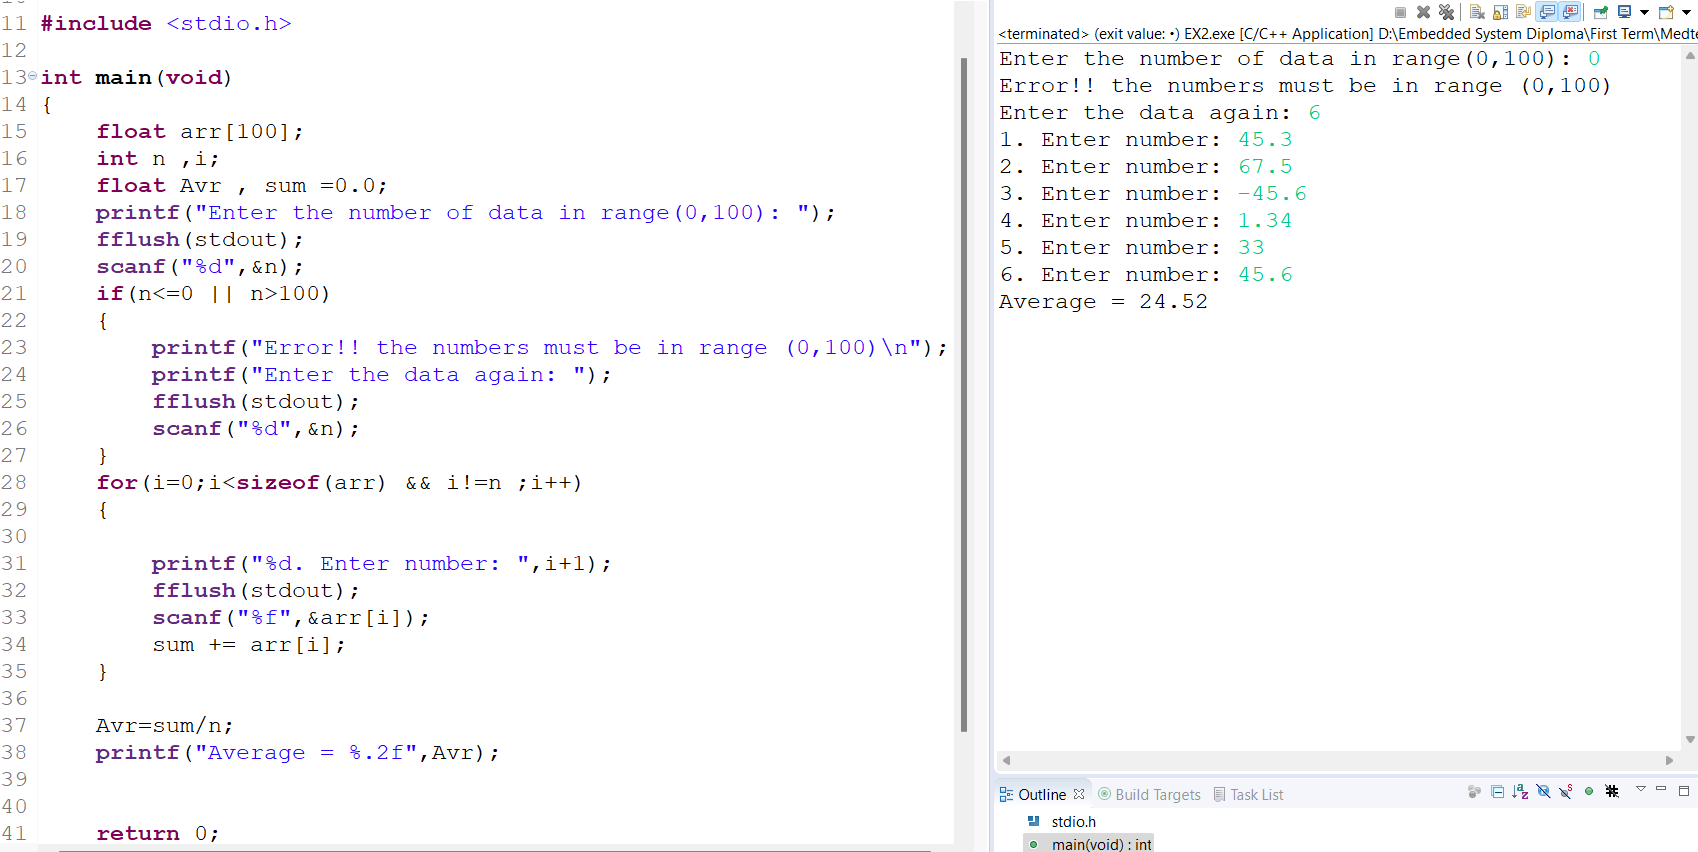 11 #include <stdio.h>
12
13 int main(void)
14 {
15 float arr[100];
16 int n ,i;
17 float Avr , sum =0.0;
18 printf("Enter the number of data in range(0,100): ");
19 fflush(stdout);
20 scanf("%d",&n);
21 if(n<=0 || n>100)
22 {
23 printf("Error!! the numbers must be in range (0,100)\n");
24 printf("Enter the data again: ");
25 fflush(stdout);
26 scanf("%d",&n);
27 }
28 for(i=0;i<sizeof(arr) && i!=n ;i++)
29 {
30
31 printf("%d. Enter number: ",i+1);
32 fflush(stdout);
33 scanf("%f",&arr[i]);
34 sum += arr[i];
35 }
36
37 Avr=sum/n;
38 printf("Average = %.2f",Avr);
39
40
41 return 0;
<terminated> (exit value: •) EX2.exe [C/C++ Application] D:\Embedded System Diploma\First Term\Medte
Enter the number of data in range(0,100): 0
Error!! the numbers must be in range (0,100)
Enter the data again: 6
1. Enter number: 45.3
2. Enter number: 67.5
3. Enter number: -45.6
4. Enter number: 1.34
5. Enter number: 33
6. Enter number: 45.6
Average = 24.52
Outline Build Targets Task List
stdio.h
main(void) : int